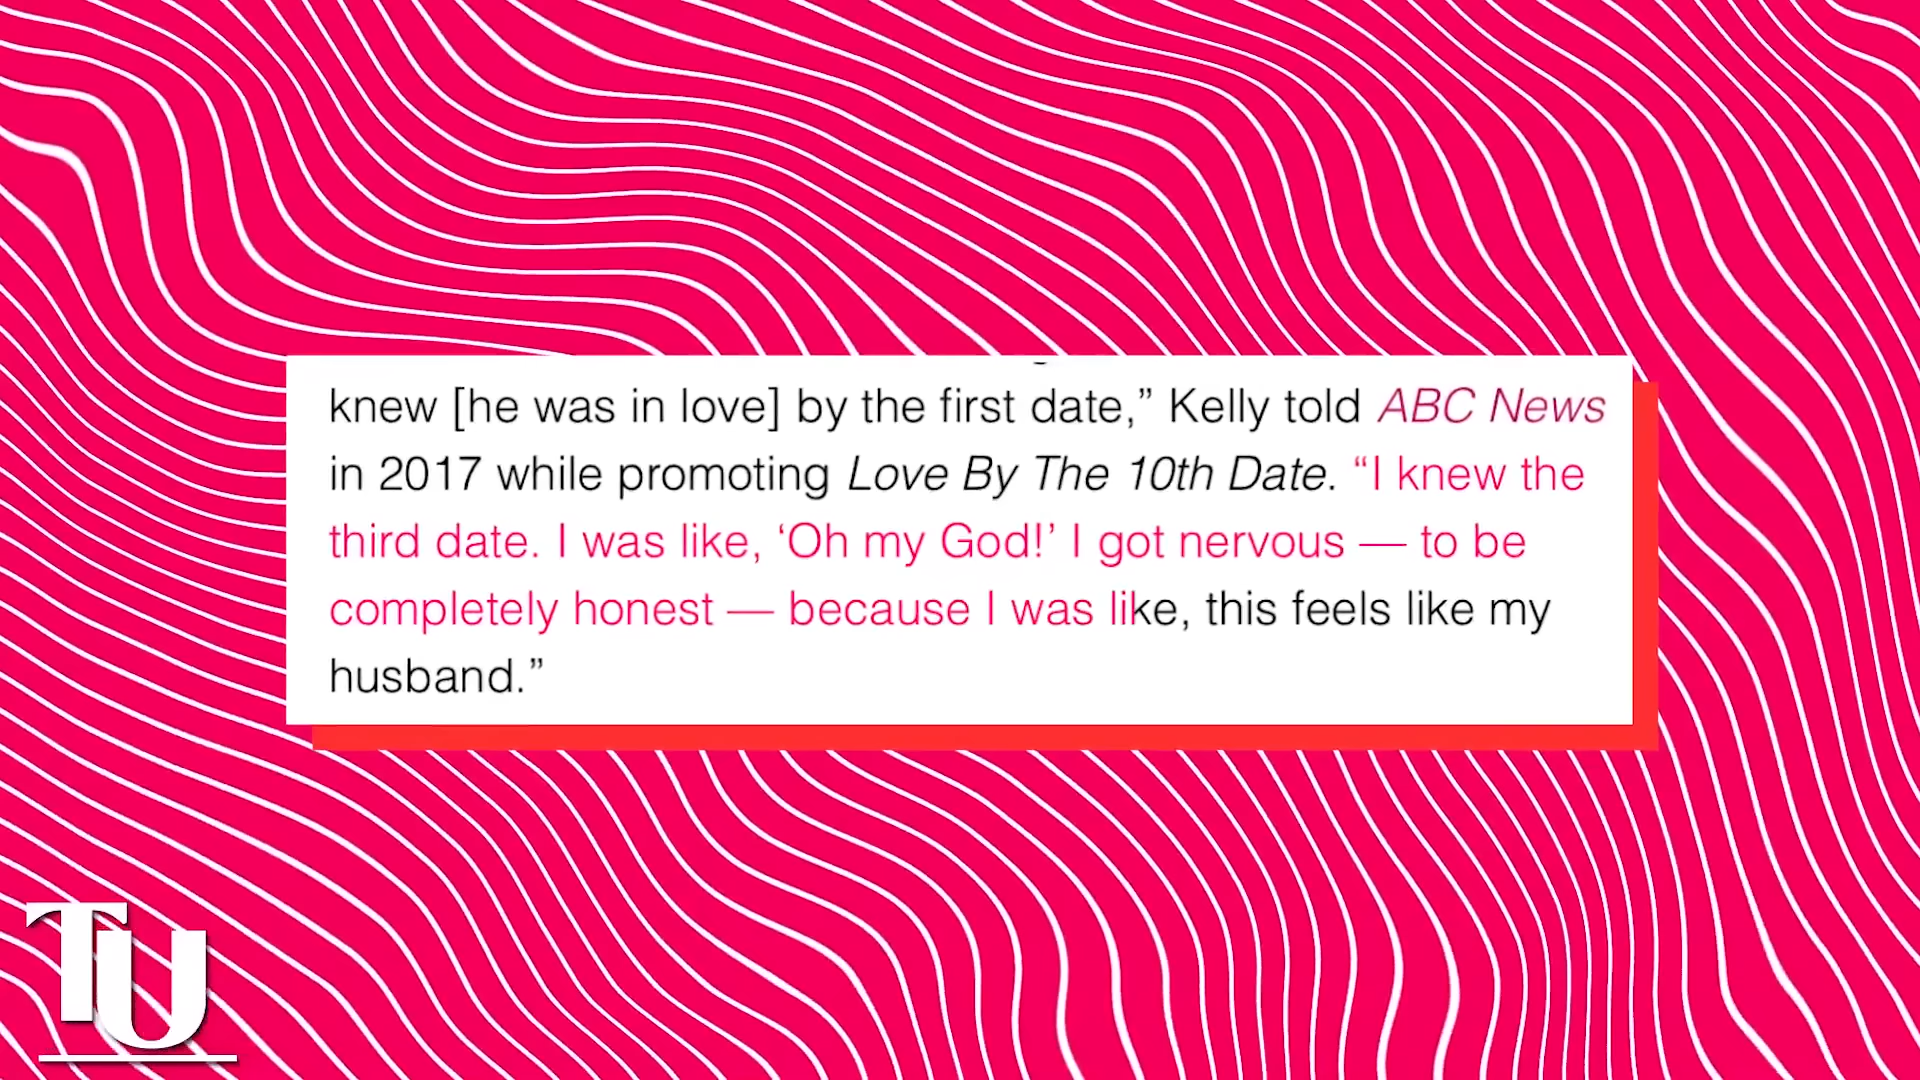 knew [he was in love] by the first date,” Kelly told ABC News
in 2017 while promoting Love By The 10th Date. “I knew the
third date. I was like, ‘Oh my God!’ I got nervous — to be
completely honest — because I was like, this feels like my
husband.”
TU